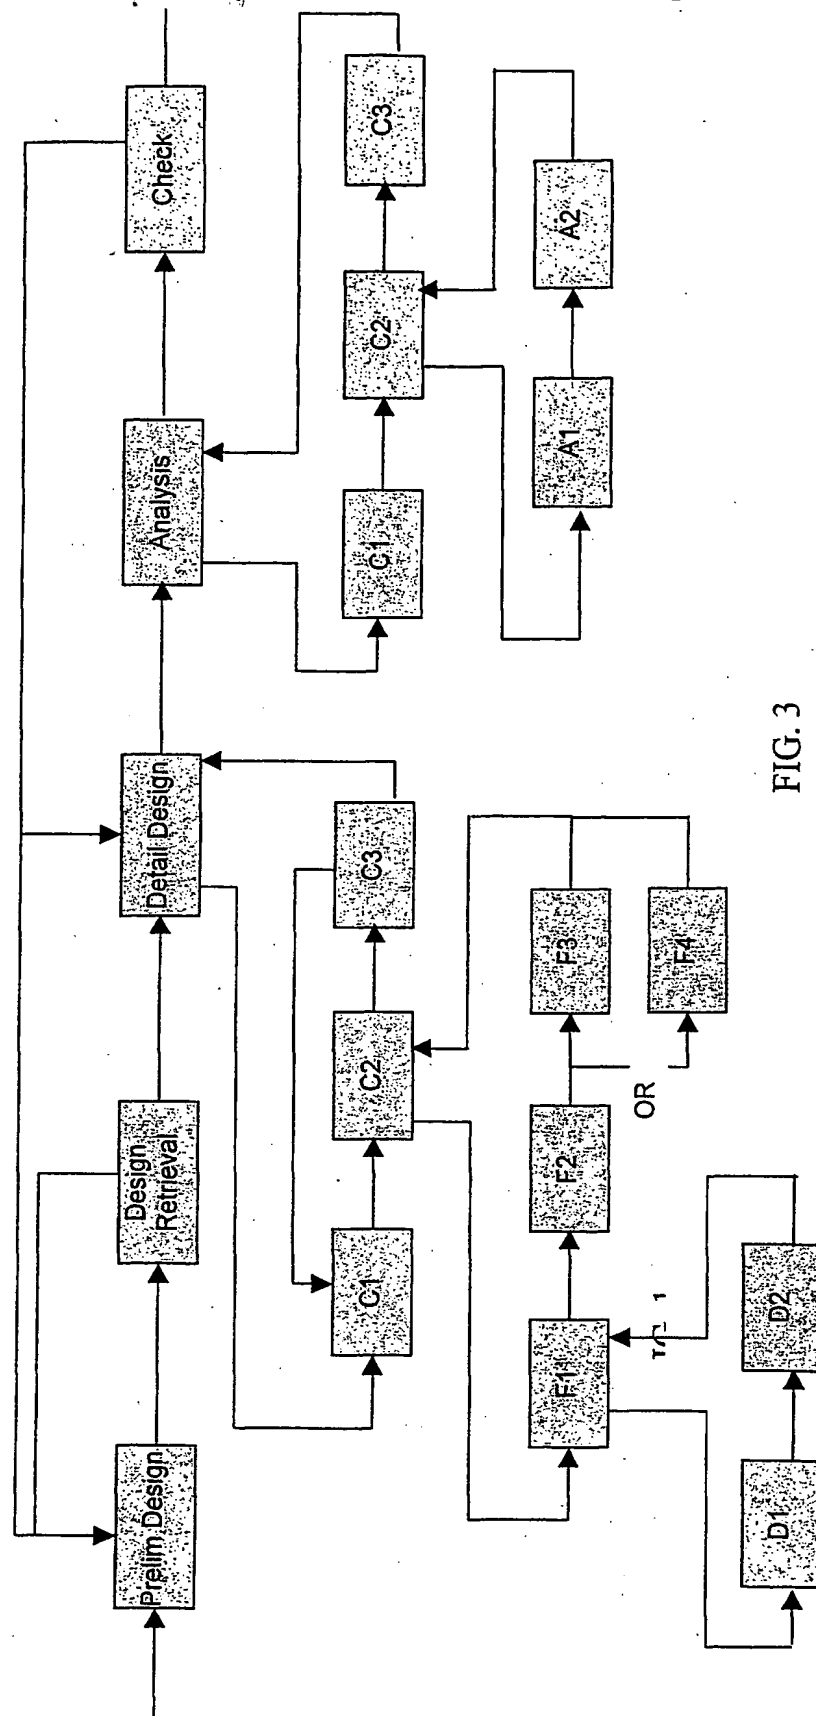 Prelim Design
Design
Retrieval
Detail Design
Analysis
Check
C1
C2
C3
C1
C2
C3
F1
F2
F3
F4
OR
A1
A2
D1
D2
FIG. 3